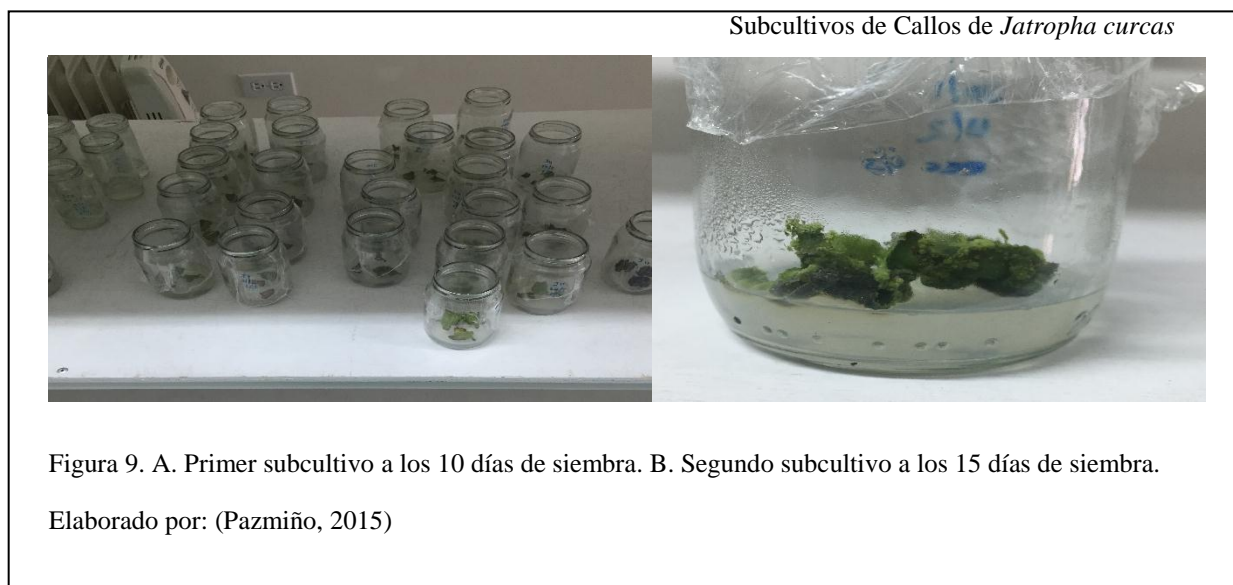 Subcultivos de Callos de Jatropha curcas
Figura 9. A. Primer subcultivo a los 10 días de siembra. B. Segundo subcultivo a los 15 días de siembra.
Elaborado por: (Pazmiño, 2015)